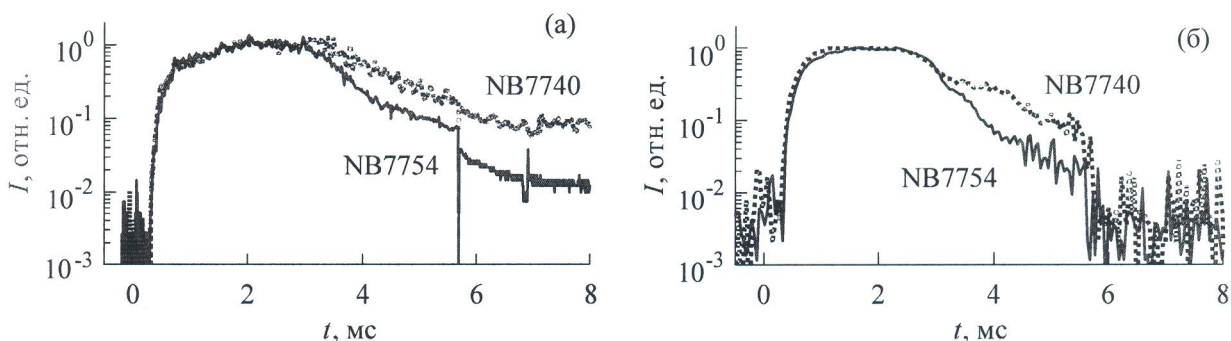 (а)
I, отн. ед.
10^0
10^-1
10^-2
10^-3
NB7740
NB7754
0 2 4 6 8
t, мс
(б)
I, отн. ед.
10^0
10^-1
10^-2
10^-3
NB7740
NB7754
0 2 4 6 8
t, мс